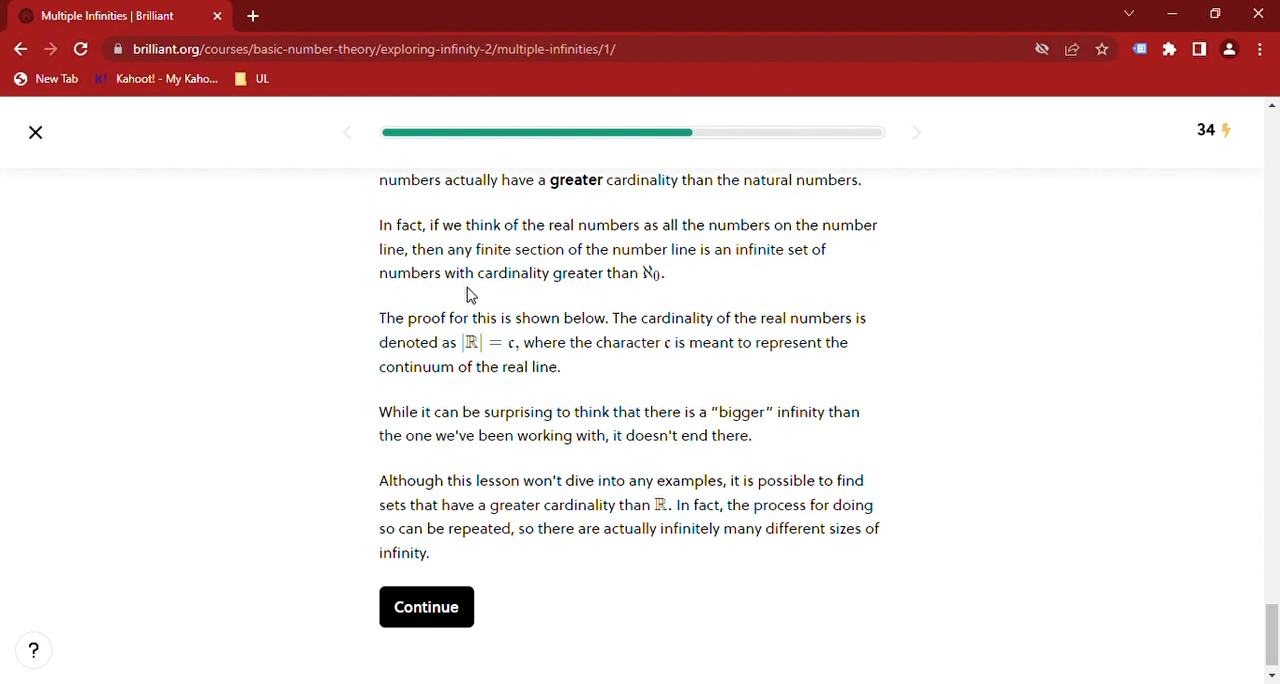 Multiple Infinities | Brilliant
brilliant.org/courses/basic-number-theory/exploring-infinity-2/multiple-infinities/1/
New Tab
K! Kahoot! - My Kaho...
UL
34
numbers actually have a greater cardinality than the natural numbers.
In fact, if we think of the real numbers as all the numbers on the number
line, then any finite section of the number line is an infinite set of
numbers with cardinality greater than ℵ₀.
The proof for this is shown below. The cardinality of the real numbers is
denoted as |ℝ| = 𝔠, where the character 𝔠 is meant to represent the
continuum of the real line.
While it can be surprising to think that there is a "bigger" infinity than
the one we've been working with, it doesn't end there.
Although this lesson won't dive into any examples, it is possible to find
sets that have a greater cardinality than ℝ. In fact, the process for doing
so can be repeated, so there are actually infinitely many different sizes of
infinity.
Continue
?